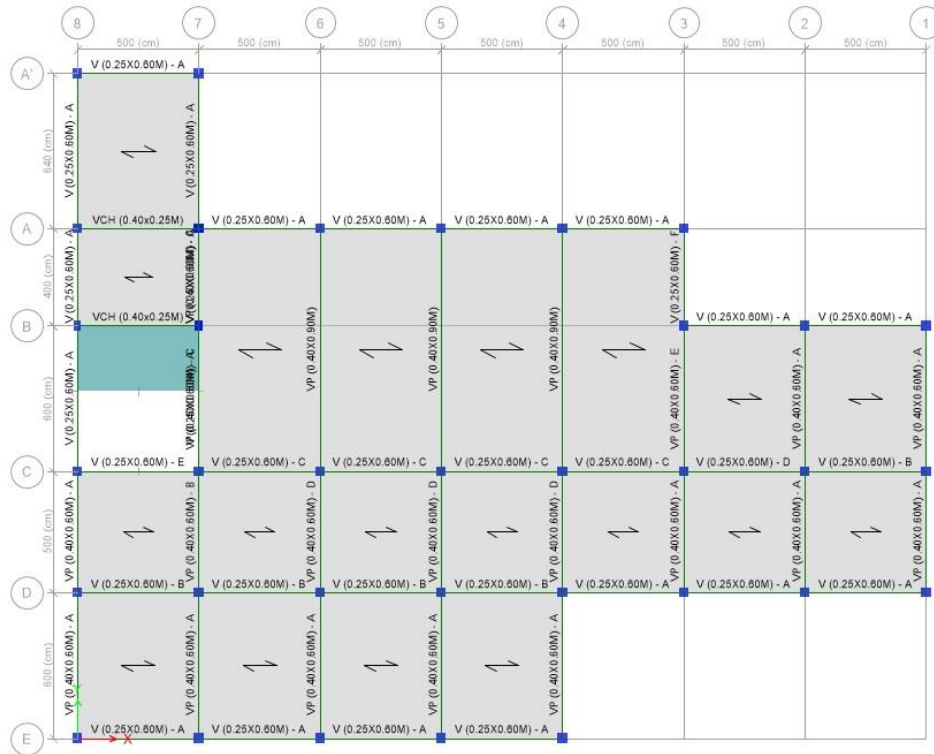 8 7 6 5 4 3 2 1
500 (cm) 500 (cm) 500 (cm) 500 (cm) 500 (cm) 500 (cm) 500 (cm)
A'
V (0.25X0.60M) - A
640 (cm)
V (0.25X0.60M) - A
V (0.25X0.60M) - A
A
VCH (0.40x0.25M)
V (0.25X0.60M) - A
V (0.25X0.60M) - A
V (0.25X0.60M) - A
V (0.25X0.60M) - A
400 (cm)
V (0.25X0.60M) - A
V (0.25X0.60M) - F
B
VCH (0.40x0.25M)
V (0.25X0.60M) - A
V (0.25X0.60M) - A
600 (cm)
V (0.25X0.60M) - A
VP (0.40X0.90M)
VP (0.40X0.90M)
VP (0.40X0.90M)
VP (0.40X0.60M) - E
VP (0.40X0.60M) - A
VP (0.40X0.60M) - A
C
V (0.25X0.60M) - E
V (0.25X0.60M) - C
V (0.25X0.60M) - C
V (0.25X0.60M) - C
V (0.25X0.60M) - C
V (0.25X0.60M) - D
V (0.25X0.60M) - B
500 (cm)
VP (0.40X0.60M) - A
VP (0.40X0.60M) - B
VP (0.40X0.60M) - D
VP (0.40X0.60M) - D
VP (0.40X0.60M) - A
VP (0.40X0.60M) - A
VP (0.40X0.60M) - A
VP (0.40X0.60M) - A
D
V (0.25X0.60M) - B
V (0.25X0.60M) - B
V (0.25X0.60M) - B
V (0.25X0.60M) - B
V (0.25X0.60M) - A
V (0.25X0.60M) - A
V (0.25X0.60M) - A
600 (cm)
VP (0.40X0.60M) - A
VP (0.40X0.60M) - A
VP (0.40X0.60M) - A
VP (0.40X0.60M) - A
VP (0.40X0.60M) - A
Y
E
X
V (0.25X0.60M) - A
V (0.25X0.60M) - A
V (0.25X0.60M) - A
V (0.25X0.60M) - A